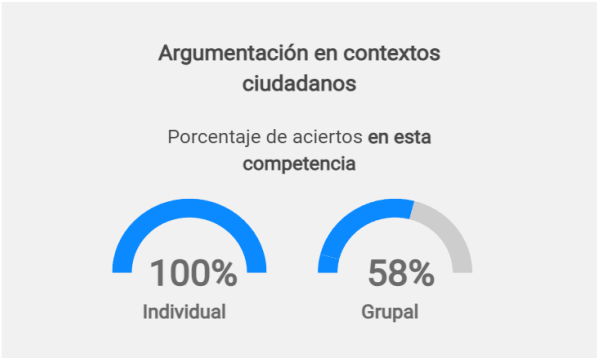 Argumentación en contextos
ciudadanos
Porcentaje de aciertos en esta
competencia
100%
58%
Individual
Grupal